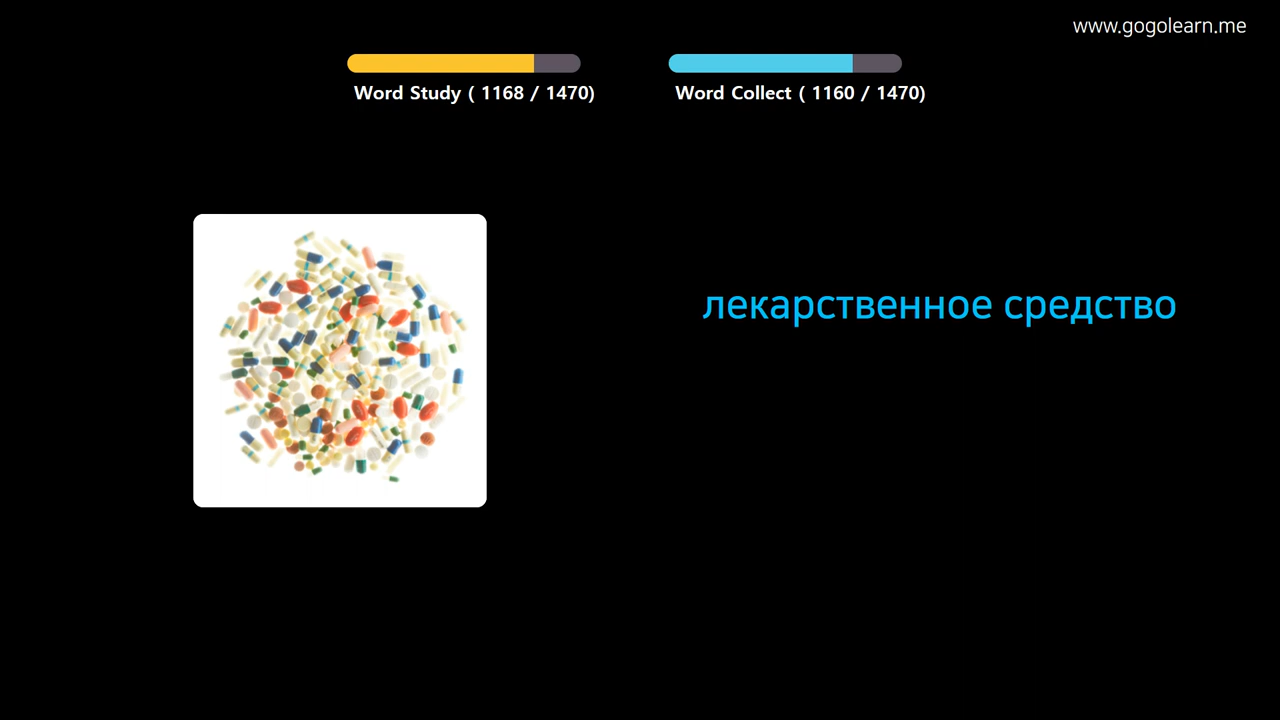 www.gogolearn.me
Word Study ( 1168 / 1470)
Word Collect ( 1160 / 1470)
лекарственное средство